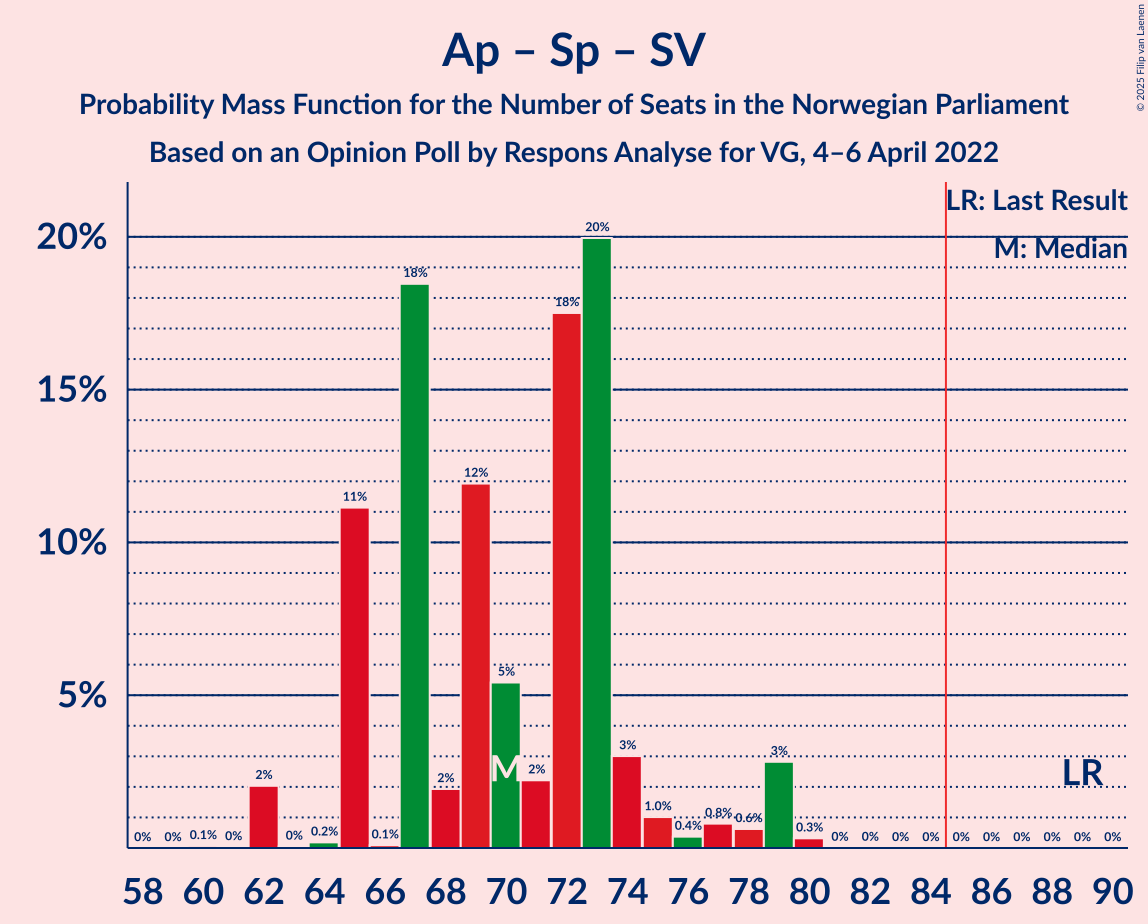 Ap – Sp – SV
Probability Mass Function for the Number of Seats in the Norwegian Parliament
Based on an Opinion Poll by Respons Analyse for VG, 4–6 April 2022
© 2025 Filip van Laenen
LR: Last Result
M: Median
20%
15%
10%
5%
0% 0% 0.1% 0% 2% 0% 0.2% 11% 0.1% 18% 2% 12% 5% 2% 18% 20% 3% 1.0% 0.4% 0.8% 0.6% 3% 0.3% 0% 0% 0% 0% 0% 0% 0% 0% 0% 0%
M
LR
58 60 62 64 66 68 70 72 74 76 78 80 82 84 86 88 90